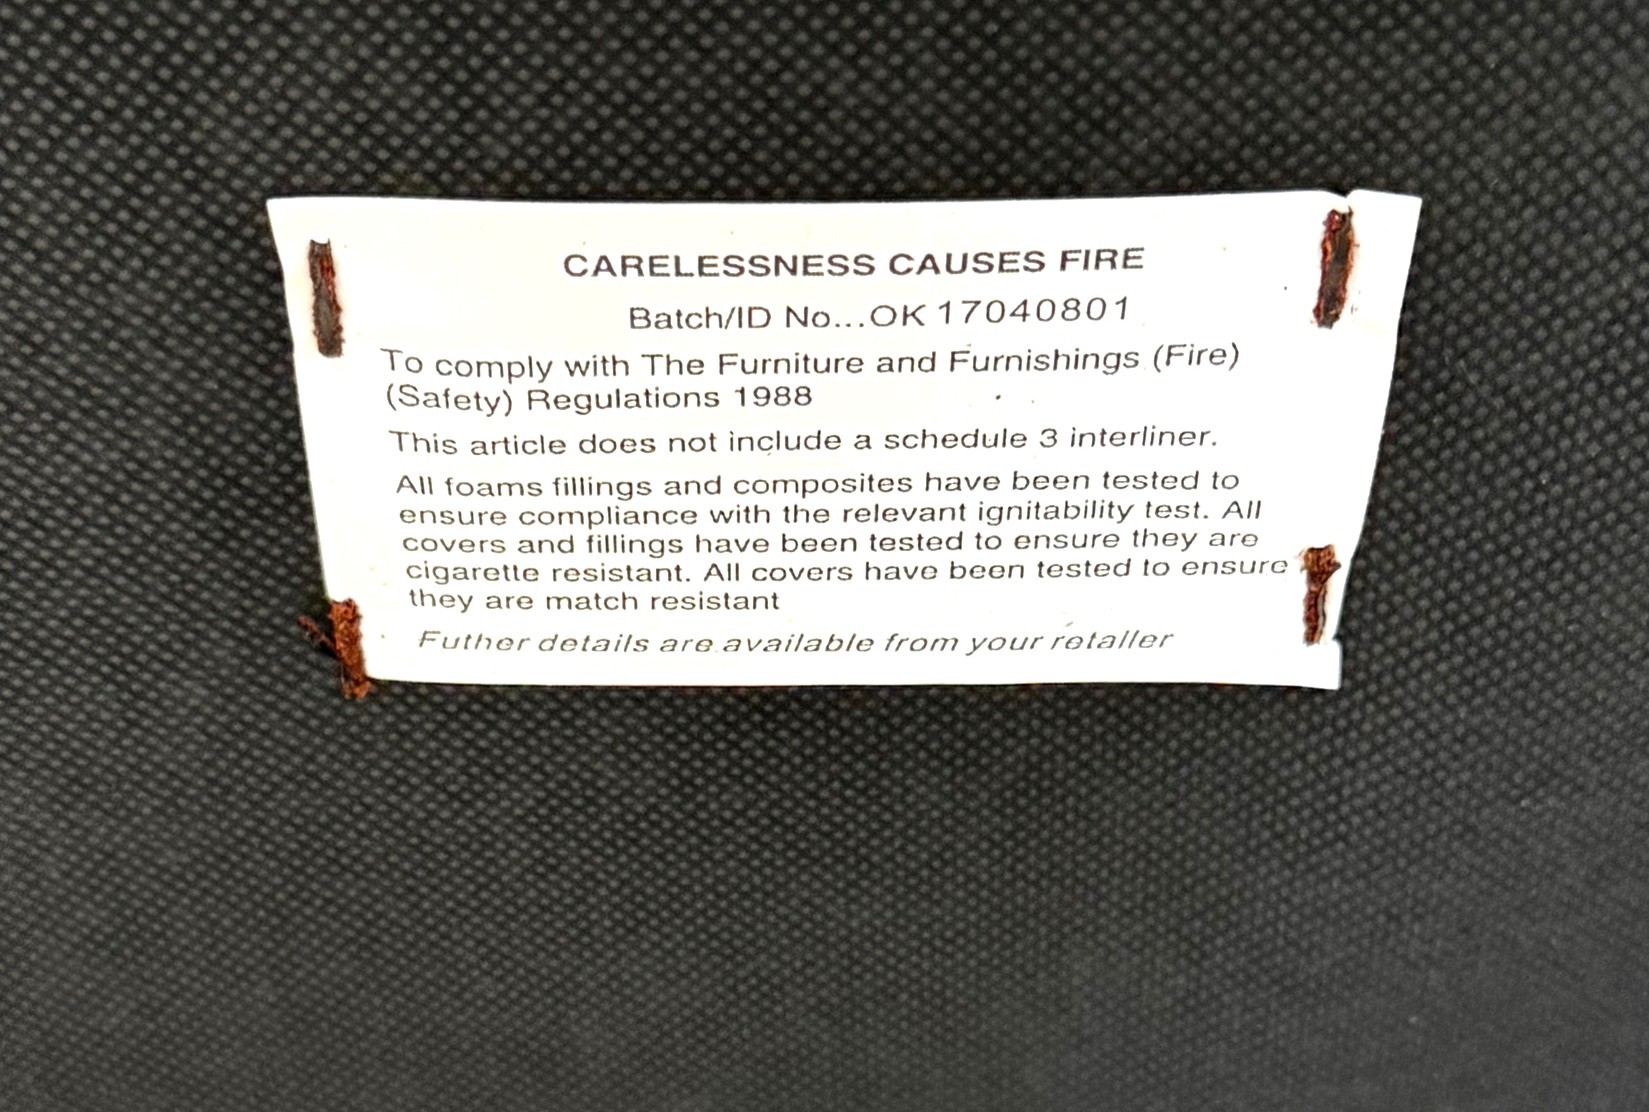 CARELESSNESS CAUSES FIRE
Batch/ID No...OK 17040801
To comply with The Furniture and Furnishings (Fire)
(Safety) Regulations 1988
This article does not include a schedule 3 interliner.
All foams fillings and composites have been tested to
ensure compliance with the relevant ignitability test. All
covers and fillings have been tested to ensure they are
cigarette resistant. All covers have been tested to ensure
they are match resistant
Futher details are available from your retailer